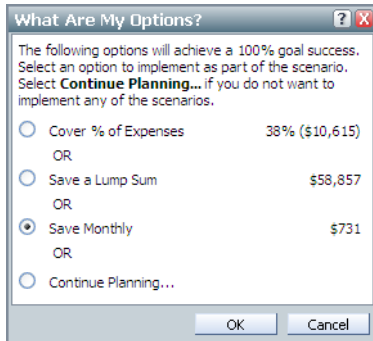 What Are My Options?
? X
The following options will achieve a 100% goal success.
Select an option to implement as part of the scenario.
Select Continue Planning... if you do not want to
implement any of the scenarios.
Cover % of Expenses 38% ($10,615)
OR
Save a Lump Sum $58,857
OR
Save Monthly $731
OR
Continue Planning...
OK Cancel